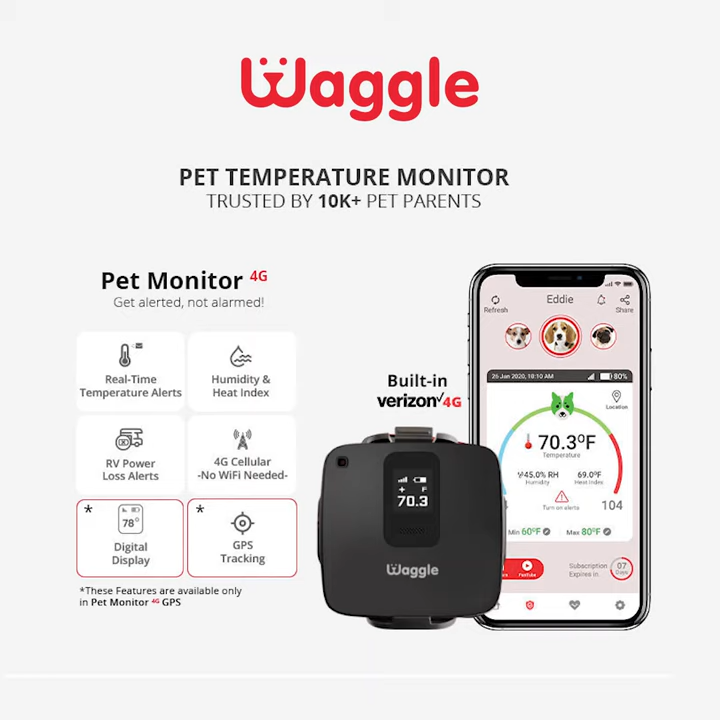 Waggle
PET TEMPERATURE MONITOR
TRUSTED BY 10K+ PET PARENTS
Pet Monitor 4G
Get alerted, not alarmed!
Real-Time
Temperature Alerts
Humidity &
Heat Index
RV Power
Loss Alerts
4G Cellular
-No WiFi Needed-
*
78°
Digital
Display
*
GPS
Tracking
*These Features are available only
in Pet Monitor 4G GPS
Built-in
verizon✓4G
F
70.3
Waggle
Refresh
Eddie
Share
26 Jan 2020, 18:10 AM
80%
Location
70.3°F
Temperature
45.0% RH
Humidity
69.0°F
Heat Index
Turn on alerts
104
Min 60°F
Max 80°F
YouTube
Subscription
Expires in
07
Days